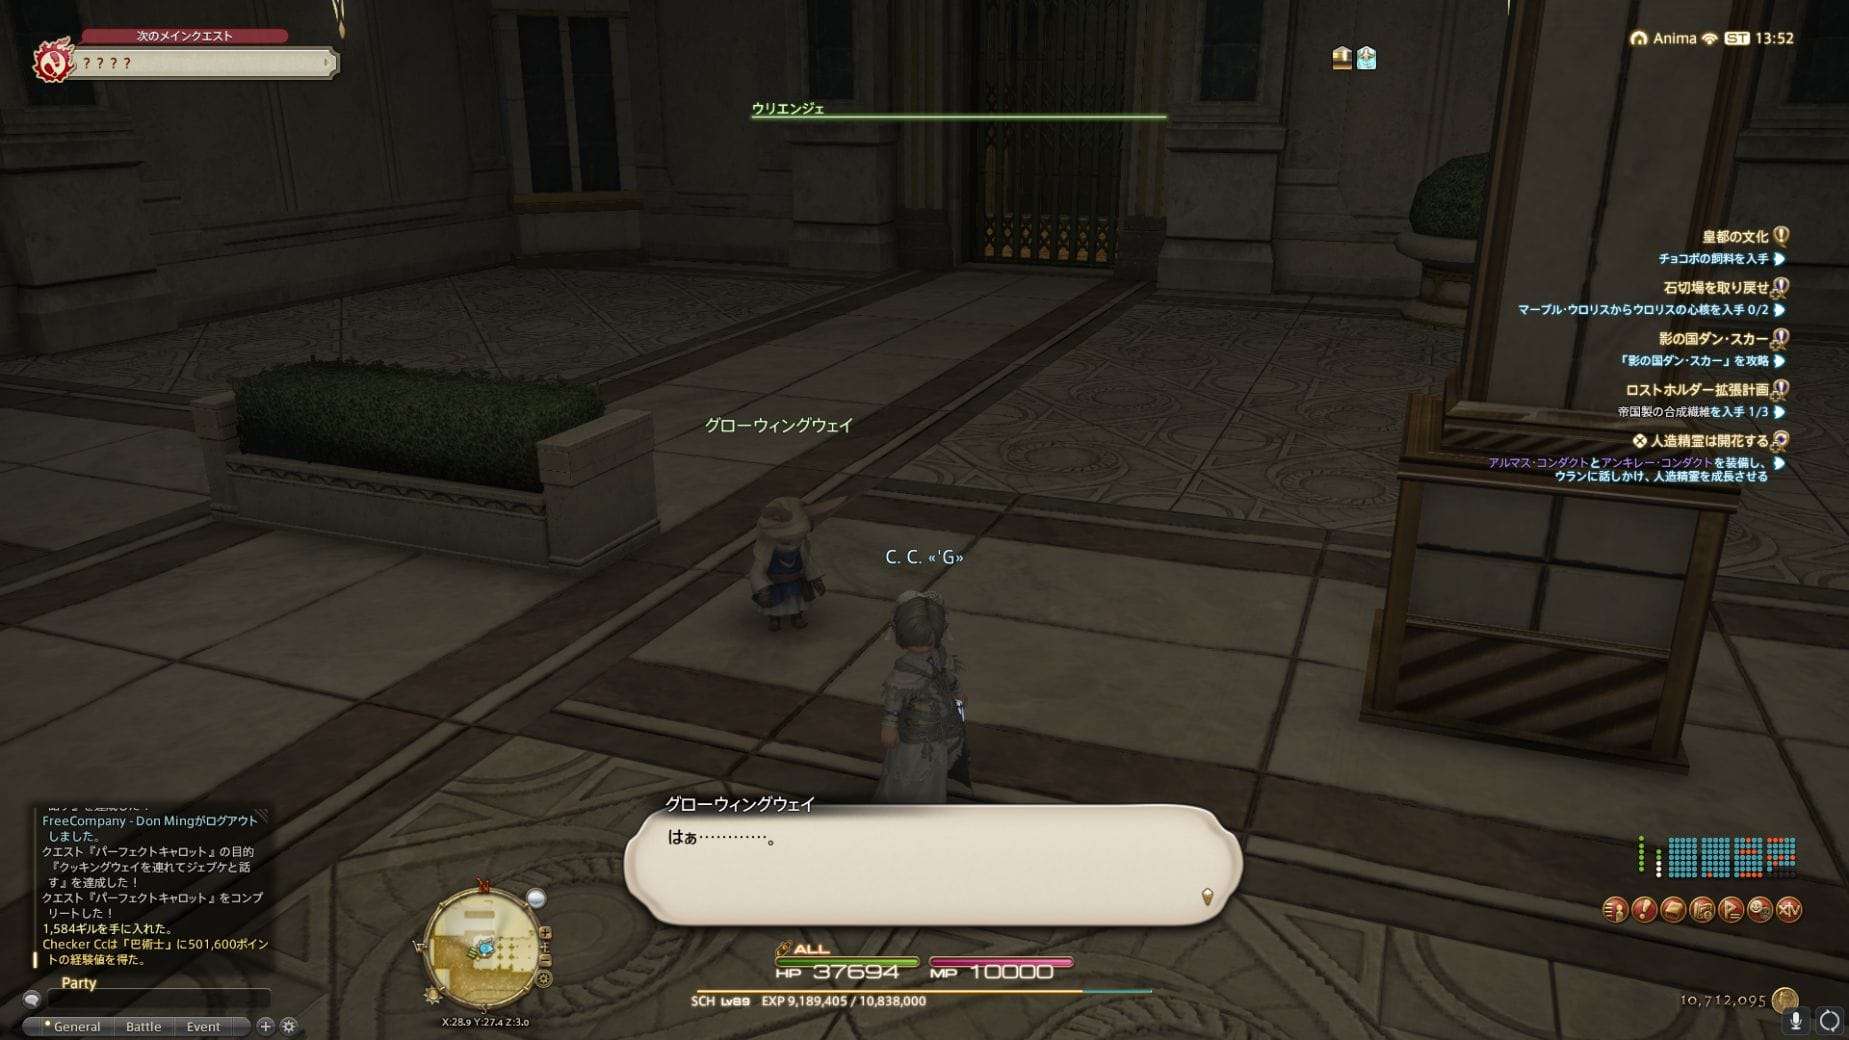 次のメインクエスト
????
Anima ST 13:52
ウリエンジェ
皇都の文化
チョコボの飼料を入手
石切場を取り戻せ
マーブル・ウロリスからウロリスの心核を入手 0/2
影の国ダン・スカー
「影の国ダン・スカー」を攻略
ロストホルダー拡張計画
帝国製の合成繊維を入手 1/3
人造精霊は開花する
アルマス・コンダクトとアンキレー・コンダクトを装備し、
ウランに話しかけ、人造精霊を成長させる
グローウィングウェイ
C. C. «'G»
グローウィングウェイ
はぁ…………。
FreeCompany - Don Mingがログアウト
しました。
クエスト『パーフェクトキャロット』の目的
『クッキングウェイを連れてジェブケと話
す』を達成した！
クエスト『パーフェクトキャロット』をコンプ
リートした！
1,584ギルを手に入れた。
Checker Ccは「巴術士」に501,600ポイン
トの経験値を得た。
Party
General Battle Event
N
X:28.9 Y:27.4 Z:3.0
ALL
HP 37694 MP 10000
SCH Lv89 EXP 9,189,405 / 10,838,000
XIV
10,712,095